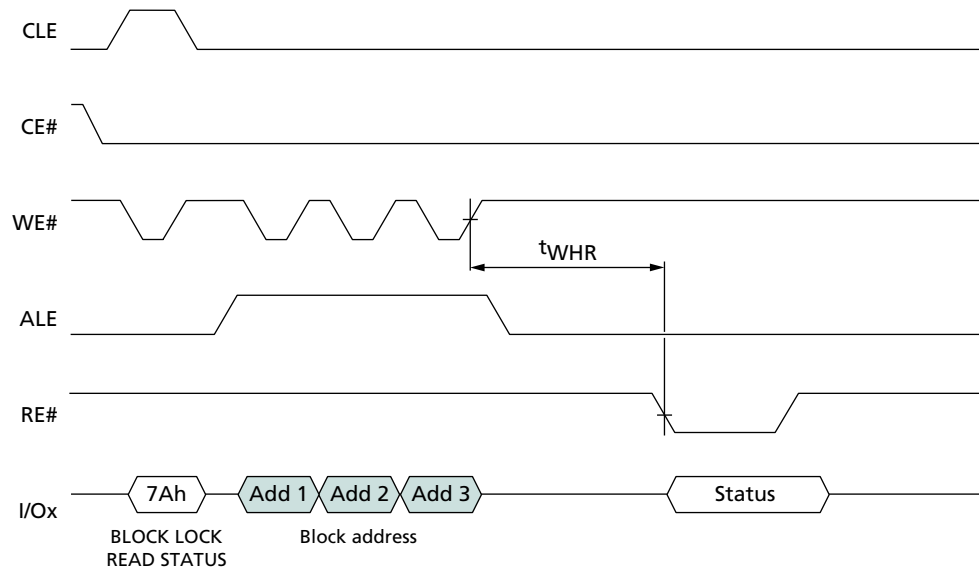 CLE
CE#
WE#
tWHR
ALE
RE#
I/Ox
7Ah
Add 1
Add 2
Add 3
Status
BLOCK LOCK
READ STATUS
Block address